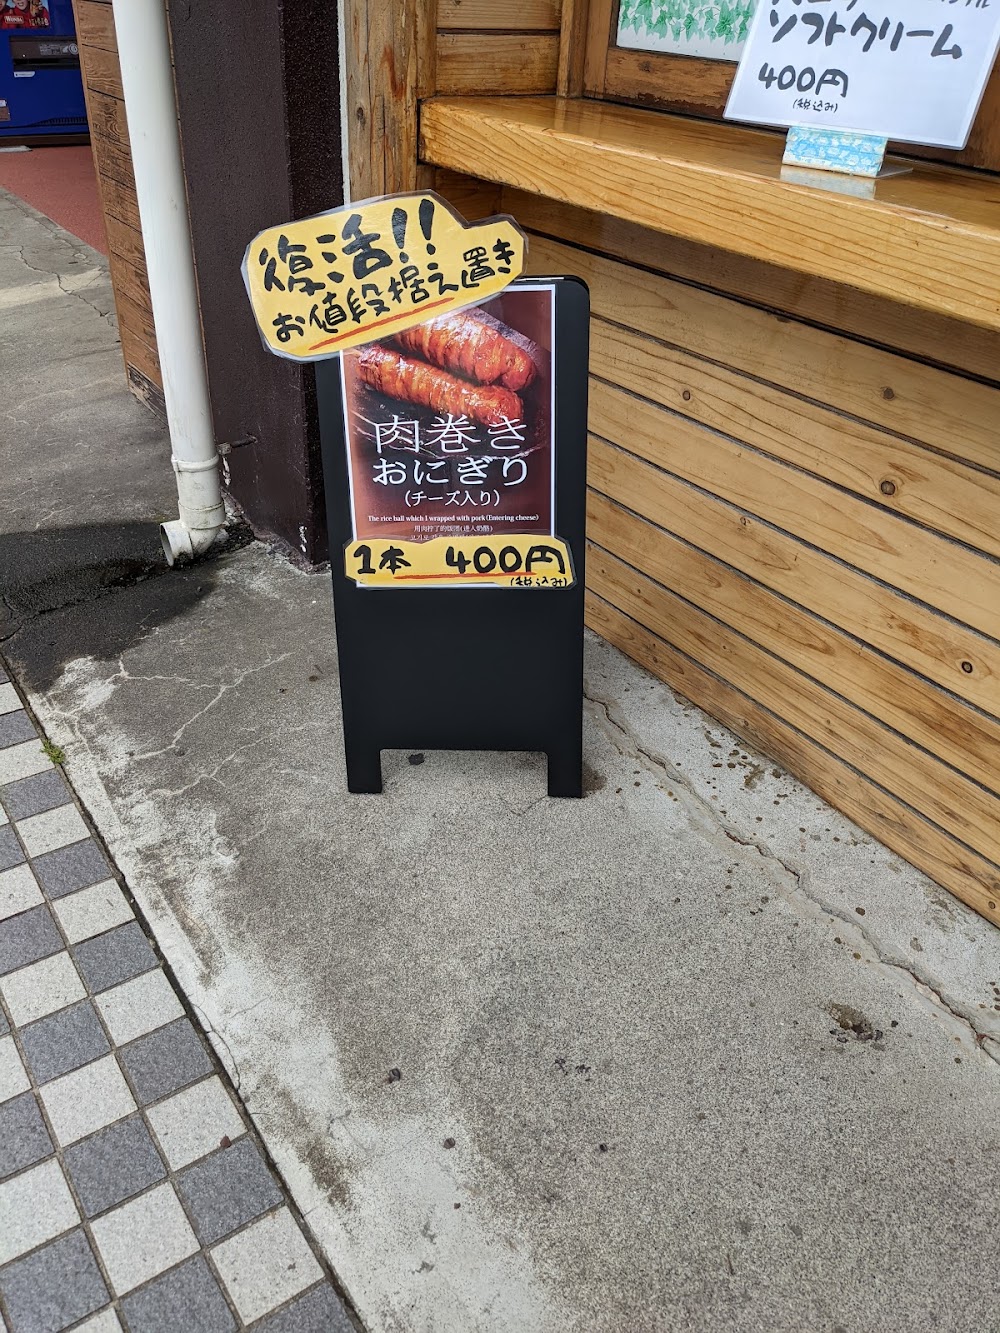 ソフトクリーム
400円
(税込み)
復活!!
お値段据え置き
肉巻き
おにぎり
(チーズ入り)
The rice ball which I wrapped with pork (Entering cheese)
1本 400円
(税込み)